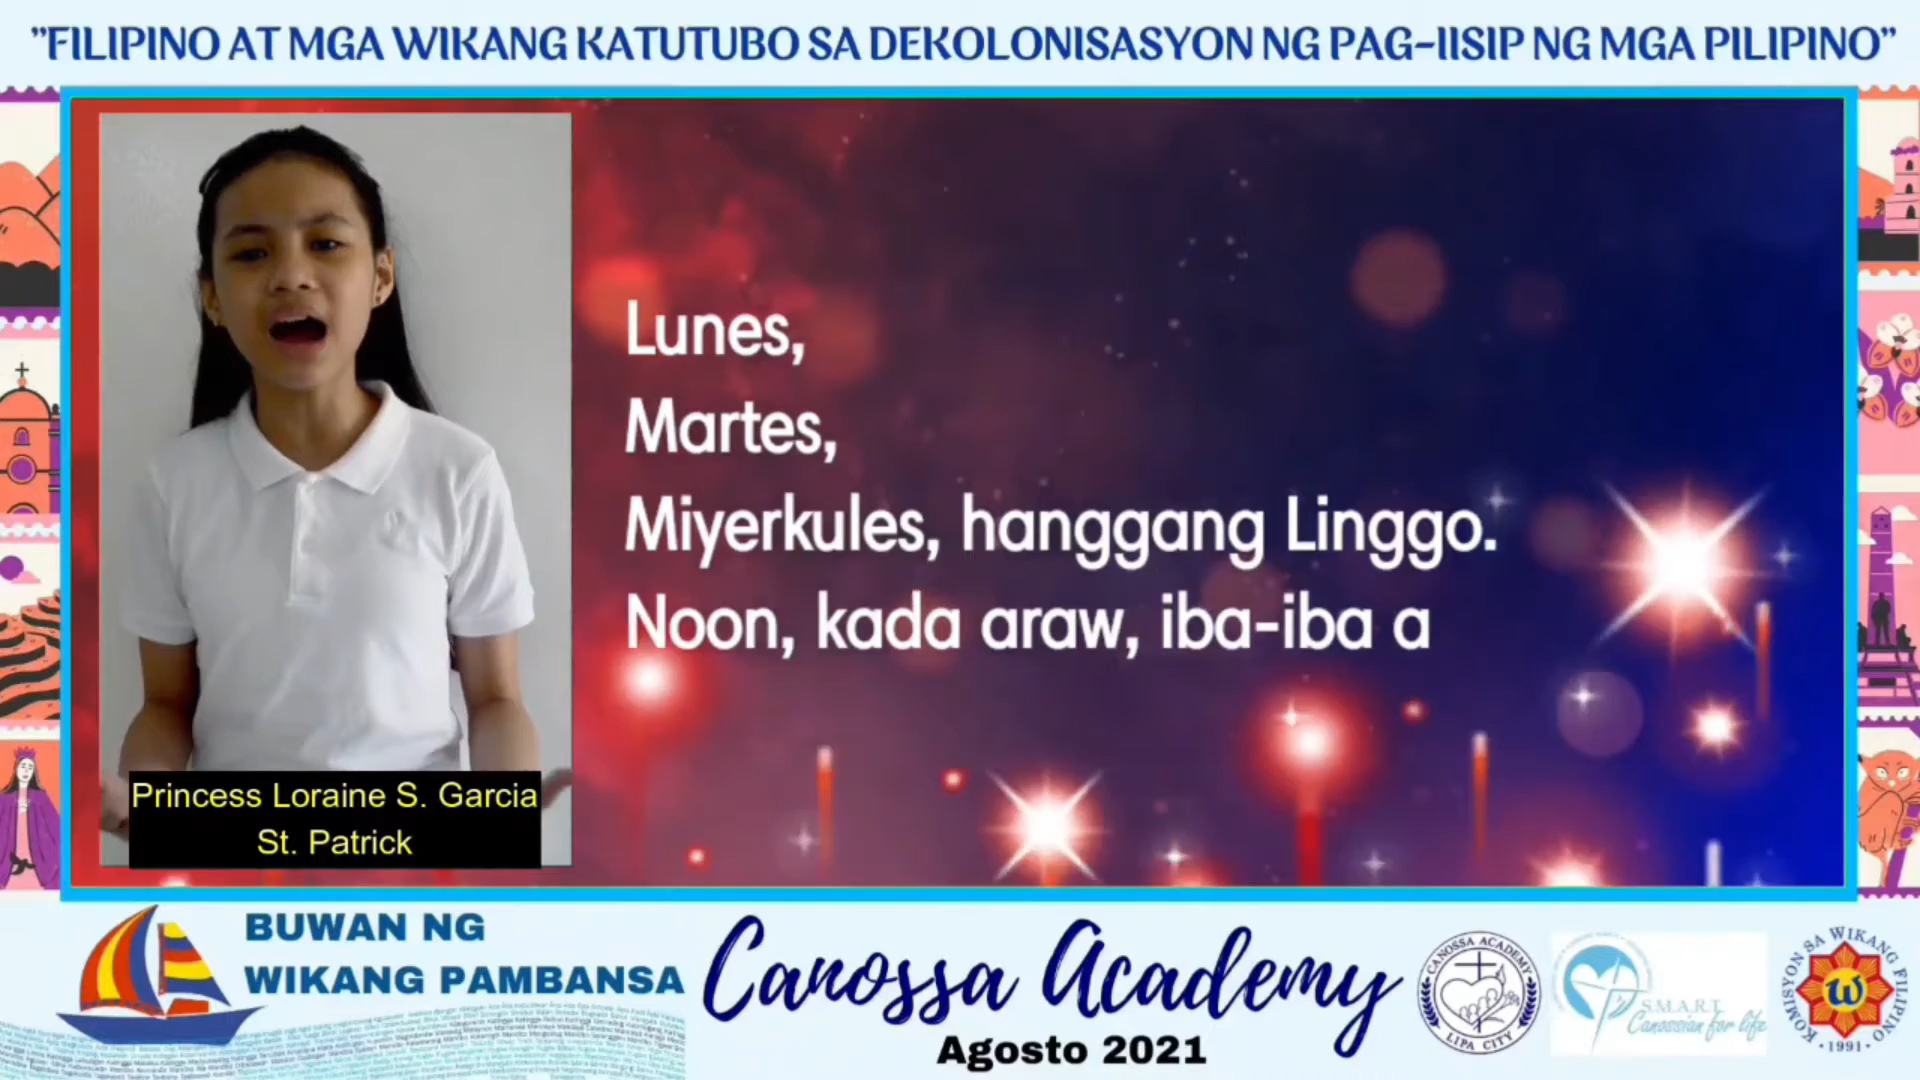 "FILIPINO AT MGA WIKANG KATUTUBO SA DEKOLONISASYON NG PAG-IISIP NG MGA PILIPINO"
Lunes,
Martes,
Miyerkules, hanggang Linggo.
Noon, kada araw, iba-iba a
Princess Loraine S. Garcia
St. Patrick
BUWAN NG
WIKANG PAMBANSA
Canossa Academy
Agosto 2021
CANOSSA ACADEMY
LIPA CITY
S.M.A.R.T.
Canossian for life
KOMISYON SA WIKANG FILIPINO
1991